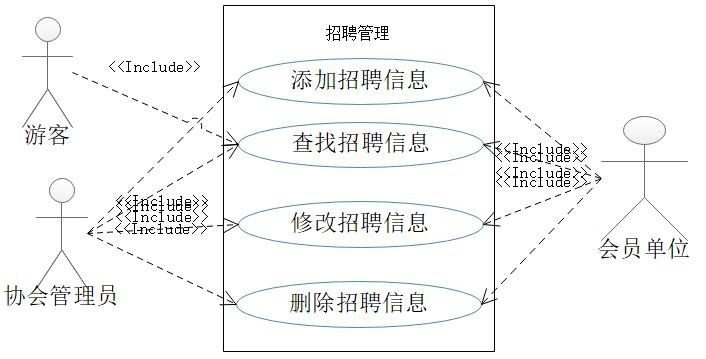 招聘管理
<<Include>>
添加招聘信息
游客
查找招聘信息
<<Include>>
<<Include>>
<<Include>>
<<Include>>
<<Include>>
<<Include>>
<<Include>>
<<Include>>
修改招聘信息
会员单位
协会管理员
删除招聘信息